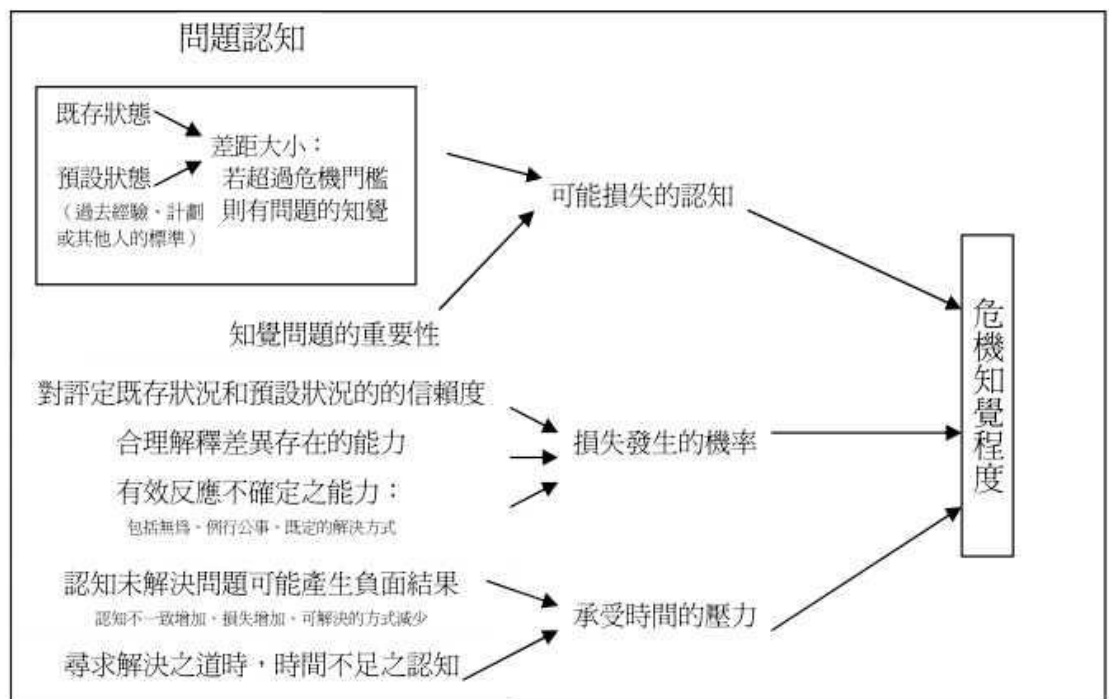 問題認知
既存狀態
差距大小：
預設狀態
若超過危機門檻
（過去經驗、計劃
則有問題的知覺
或其他人的標準）
可能損失的認知
知覺問題的重要性
危機知覺程度
對評定既存狀況和預設狀況的的信賴度
合理解釋差異存在的能力
損失發生的機率
有效反應不確定之能力：
包括無為、例行公事、既定的解決方式
認知未解決問題可能產生負面結果
認知不一致增加、損失增加、可解決的方式減少
承受時間的壓力
尋求解決之道時，時間不足之認知